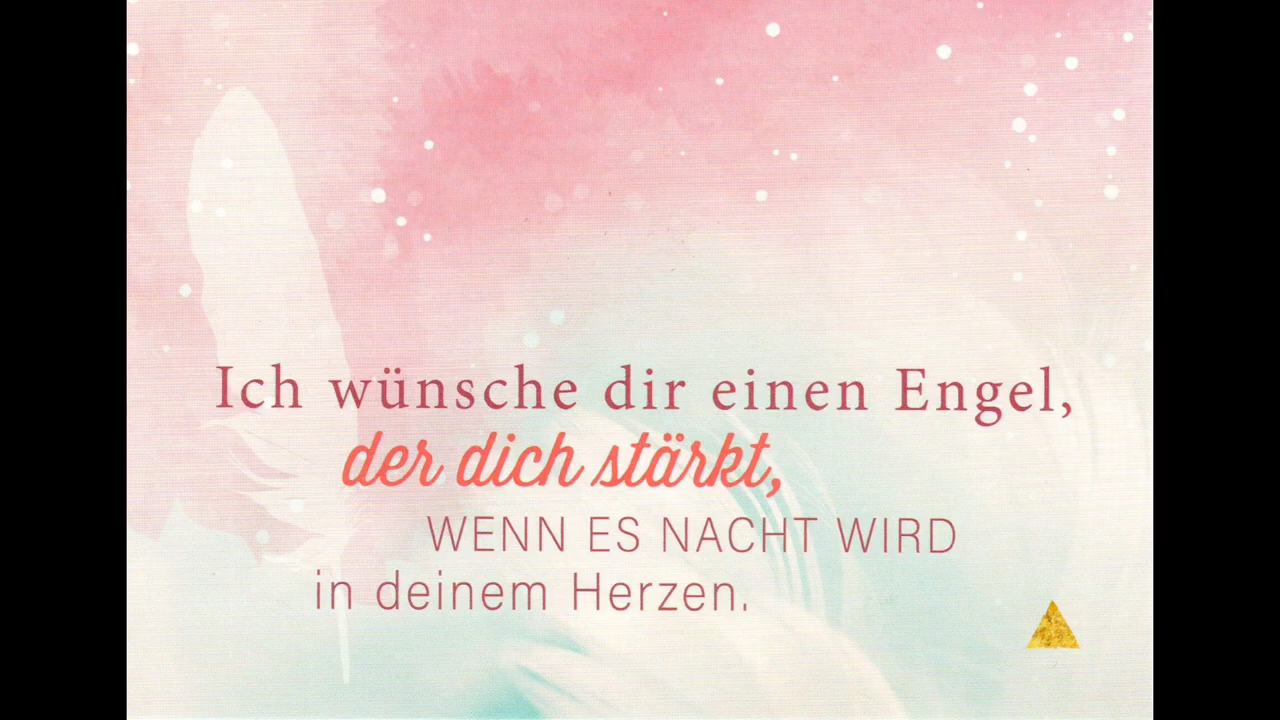 Ich wünsche dir einen Engel,
der dich stärkt,
WENN ES NACHT WIRD
in deinem Herzen.